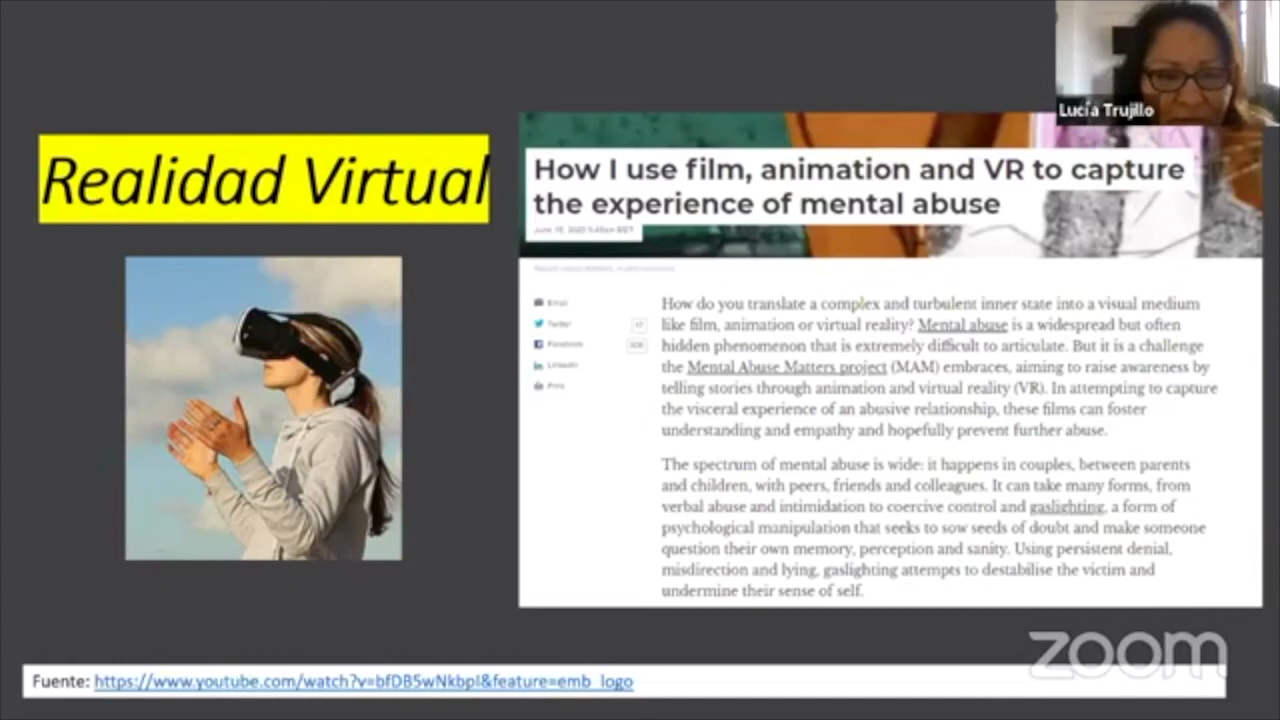 Lucía Trujillo
Realidad Virtual
How I use film, animation and VR to capture
the experience of mental abuse
Email
Twitter
17
Facebook
LinkedIn
Print
How do you translate a complex and turbulent inner state into a visual medium
like film, animation or virtual reality? Mental abuse is a widespread but often
hidden phenomenon that is extremely difficult to articulate. But it is a challenge
the Mental Abuse Matters project (MAM) embraces, aiming to raise awareness by
telling stories through animation and virtual reality (VR). In attempting to capture
the visceral experience of an abusive relationship, these films can foster
understanding and empathy and hopefully prevent further abuse.
The spectrum of mental abuse is wide: it happens in couples, between parents
and children, with peers, friends and colleagues. It can take many forms, from
verbal abuse and intimidation to coercive control and gaslighting, a form of
psychological manipulation that seeks to sow seeds of doubt and make someone
question their own memory, perception and sanity. Using persistent denial,
misdirection and lying, gaslighting attempts to destabilise the victim and
undermine their sense of self.
zoom
Fuente: https://www.youtube.com/watch?v=bfDB5wNkbpI&feature=emb_logo